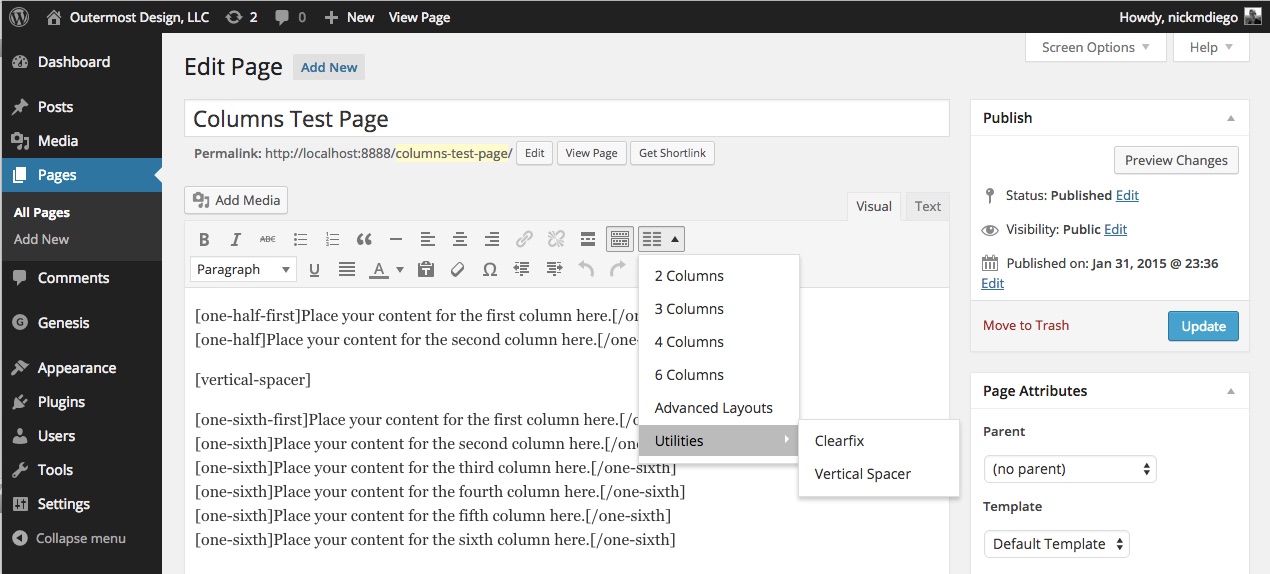 Outermost Design, LLC 2 0 New View Page Howdy, nickmdiego
Screen Options Help
Dashboard
Posts
Media
Pages
All Pages
Add New
Comments
Genesis
Appearance
Plugins
Users
Tools
Settings
Collapse menu
Edit Page Add New
Columns Test Page
Permalink: http://localhost:8888/columns-test-page/ Edit View Page Get Shortlink
Add Media
Visual Text
B I ABC
Paragraph U A Ω
2 Columns
3 Columns
4 Columns
6 Columns
Advanced Layouts
Utilities
Clearfix
Vertical Spacer
[one-half-first]Place your content for the first column here.[/o
[one-half]Place your content for the second column here.[/one-
[vertical-spacer]
[one-sixth-first]Place your content for the first column here.[/o
[one-sixth]Place your content for the second column here.[/one-
[one-sixth]Place your content for the third column here.[/one-sixth]
[one-sixth]Place your content for the fourth column here.[/one-sixth]
[one-sixth]Place your content for the fifth column here.[/one-sixth]
[one-sixth]Place your content for the sixth column here.[/one-sixth]
Publish
Preview Changes
Status: Published Edit
Visibility: Public Edit
Published on: Jan 31, 2015 @ 23:36
Edit
Move to Trash Update
Page Attributes
Parent
(no parent)
Template
Default Template